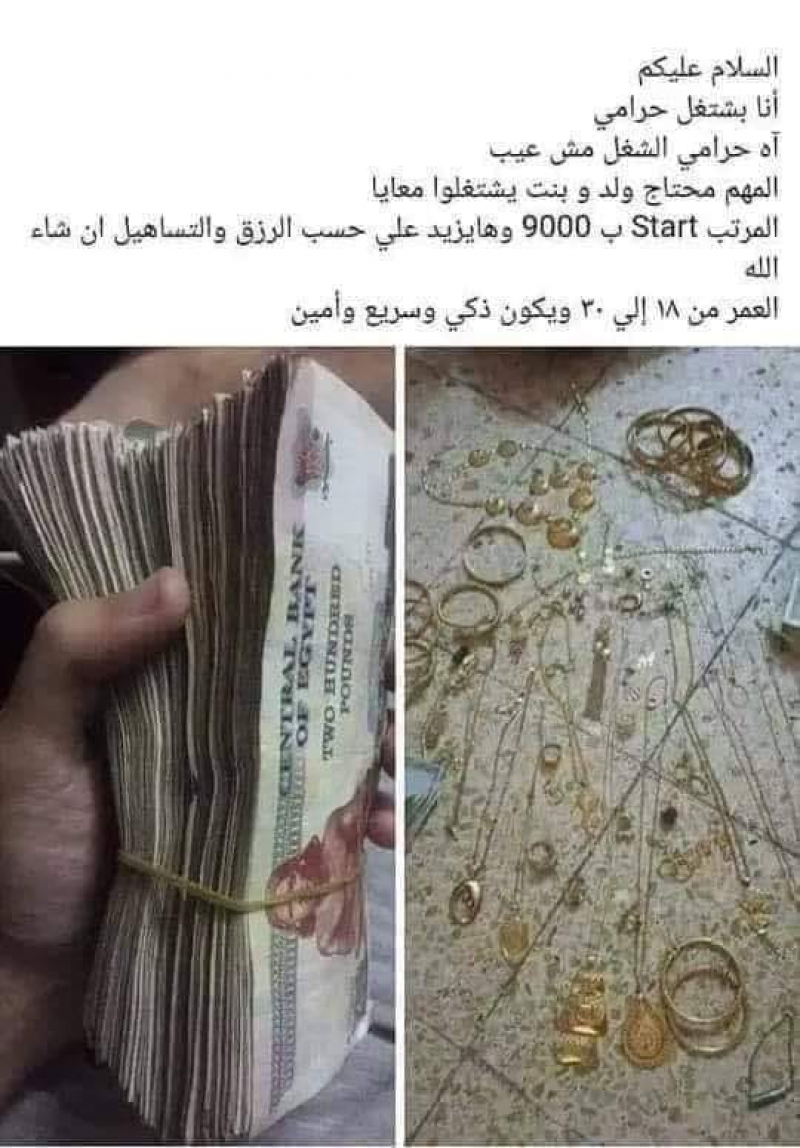 السلام عليكم
أنا بشتغل حرامي
آه حرامي الشغل مش عيب
المهم محتاج ولد و بنت يشتغلوا معايا
المرتب Start ب 9000 وهايزيد علي حسب الرزق والتساهيل ان شاء
الله
العمر من ١٨ إلي ٣٠ ويكون ذكي وسريع وأمين
CENTRAL BANK
OF EGYPT
TWO HUNDRED
POUNDS